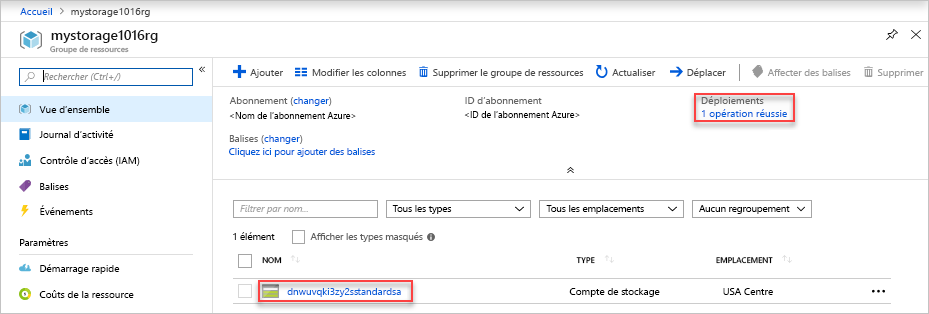 Accueil > mystorage1016rg
mystorage1016rg
Groupe de ressources
Rechercher (Ctrl+/)
«
Vue d'ensemble
Journal d'activité
Contrôle d'accès (IAM)
Balises
Événements
Paramètres
Démarrage rapide
Coûts de la ressource
Ajouter Modifier les colonnes Supprimer le groupe de ressources Actualiser Déplacer Affecter des balises Supprimer
Abonnement (changer) ID d'abonnement Déploiements
<Nom de l'abonnement Azure> <ID de l'abonnement Azure> 1 opération réussie
Balises (changer)
Cliquez ici pour ajouter des balises
Filtrer par nom... Tous les types Tous les emplacements Aucun regroupement
1 élément Afficher les types masqués
NOM TYPE EMPLACEMENT
dnwuvqki3zy2sstandardsa Compte de stockage USA Centre